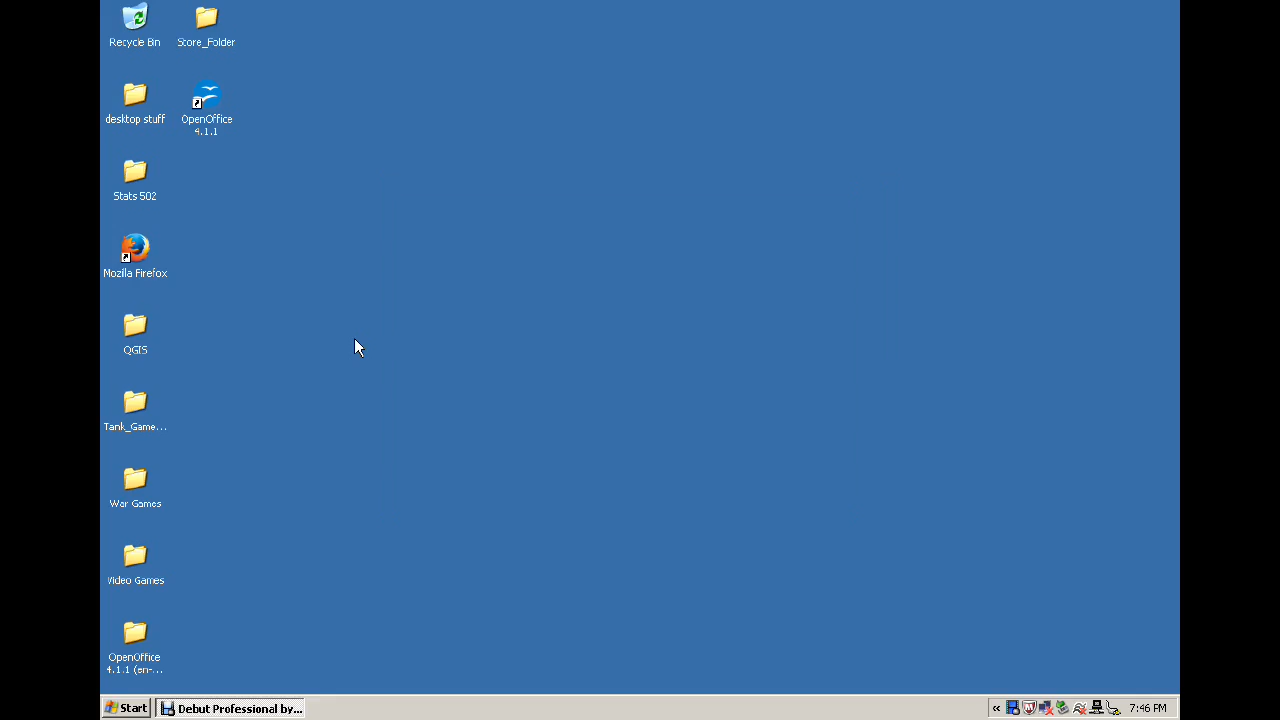 Recycle Bin
Store_Folder
desktop stuff
OpenOffice
4.1.1
Stats 502
Mozilla Firefox
QGIS
Tank_Game...
War Games
Video Games
OpenOffice
4.1.1 (en-...
Start
Debut Professional by...
«
7:46 PM